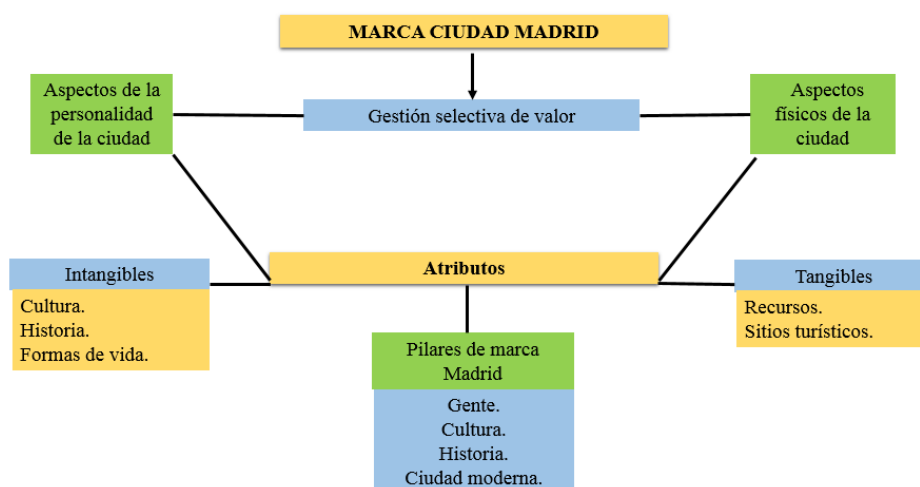 MARCA CIUDAD MADRID
Aspectos de la
personalidad
de la ciudad
Gestión selectiva de valor
Aspectos
físicos de la
ciudad
Intangibles
Cultura.
Historia.
Formas de vida.
Atributos
Tangibles
Recursos.
Sitios turísticos.
Pilares de marca
Madrid
Gente.
Cultura.
Historia.
Ciudad moderna.